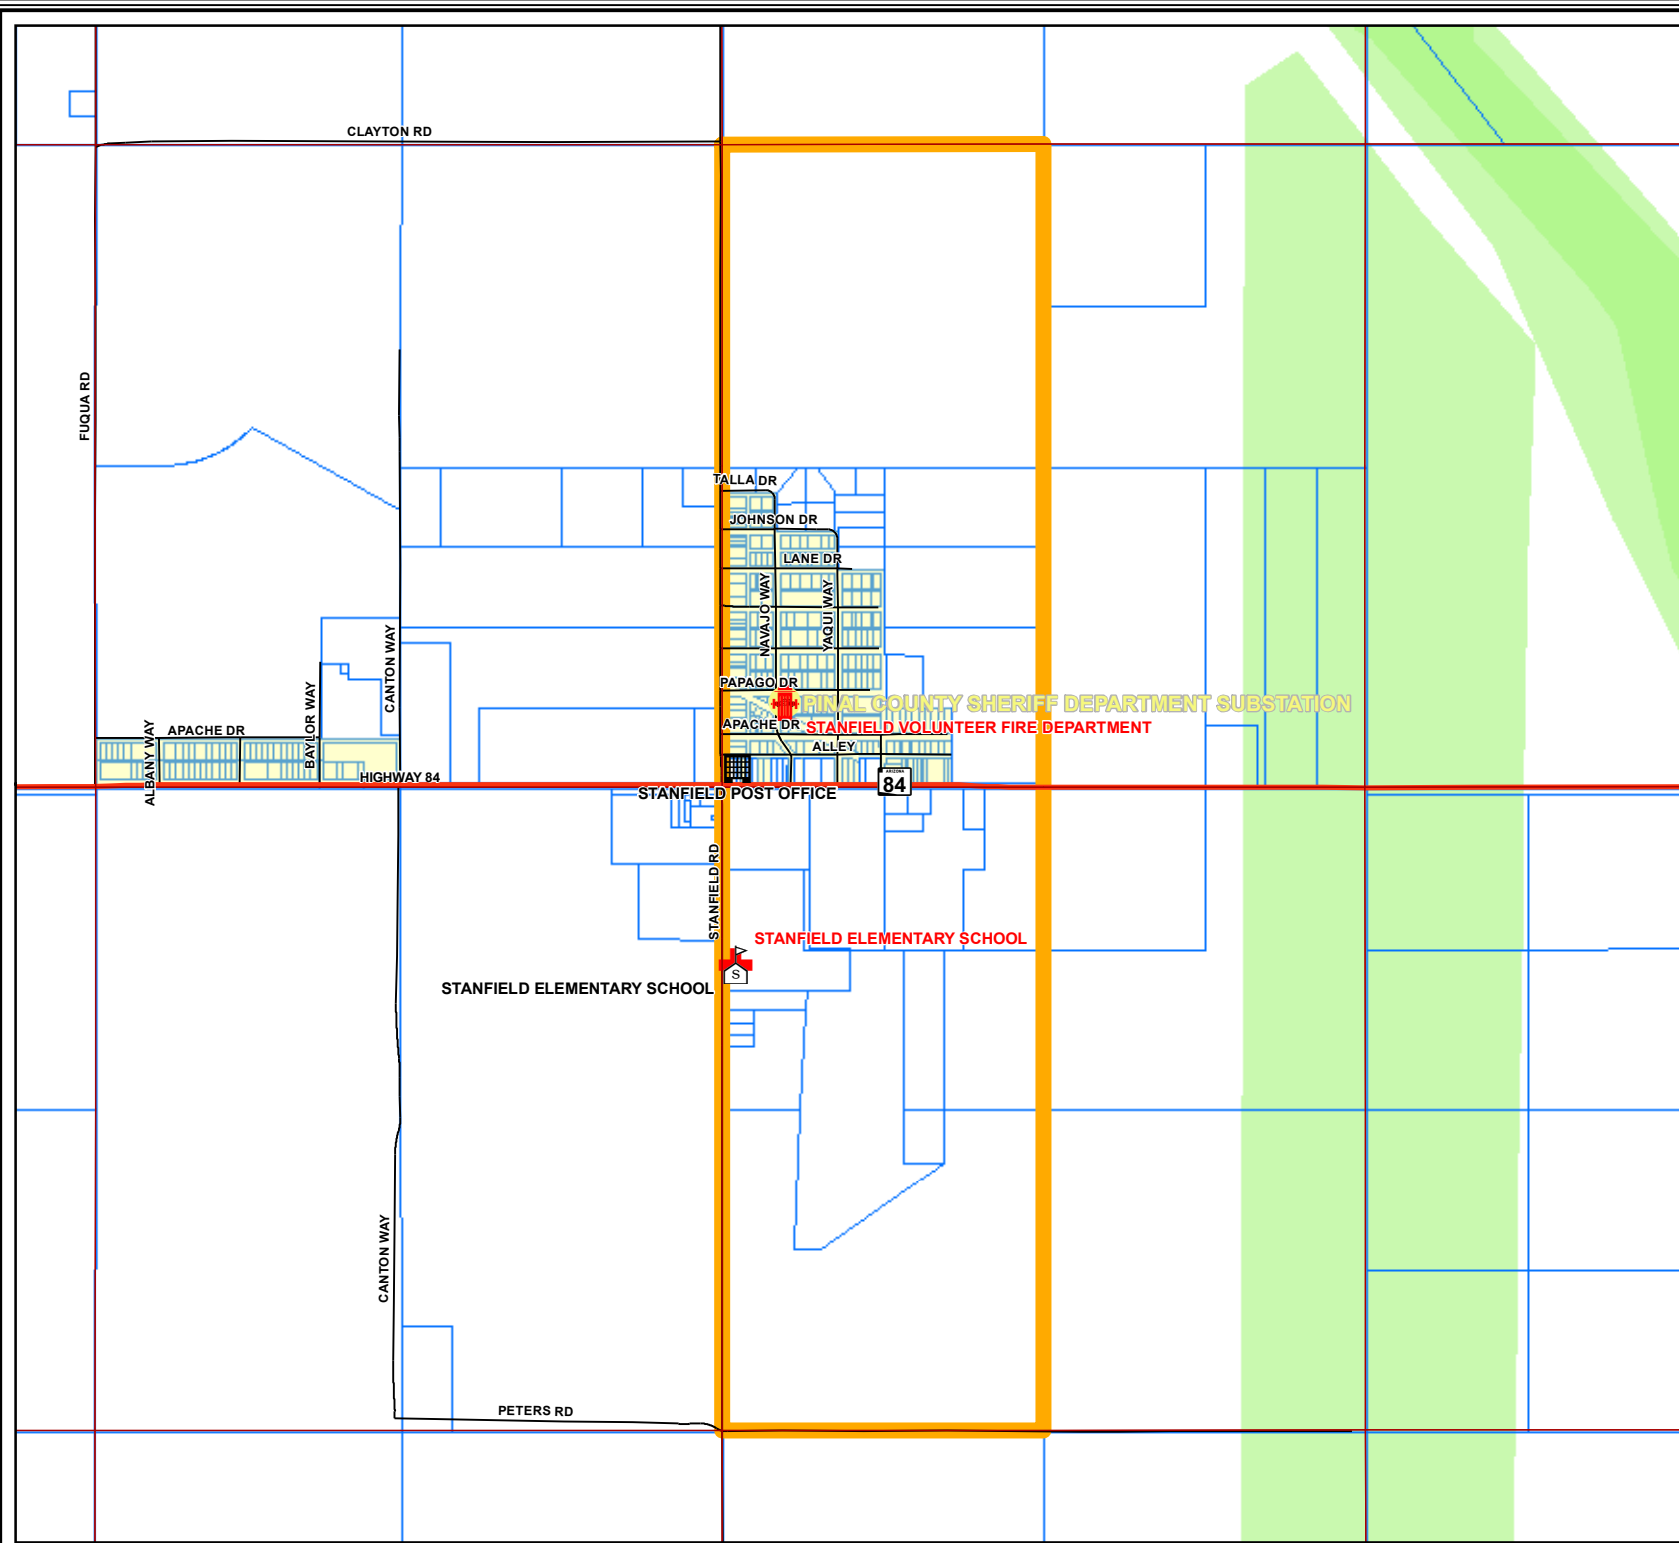 CLAYTON RD
FUQUA RD
TALLA DR
JOHNSON DR
LANE DR
NAVAJO WAY
YAQUI WAY
CANTON WAY
PAPAGO DR
BAYLOR WAY
PINAL COUNTY SHERIFF DEPARTMENT SUBSTATION
APACHE DR
ALBANY WAY
APACHE DR
STANFIELD VOLUNTEER FIRE DEPARTMENT
ALLEY
HIGHWAY 84
ARIZONA
84
STANFIELD POST OFFICE
STANFIELD RD
STANFIELD ELEMENTARY SCHOOL
S
STANFIELD ELEMENTARY SCHOOL
CANTON WAY
PETERS RD